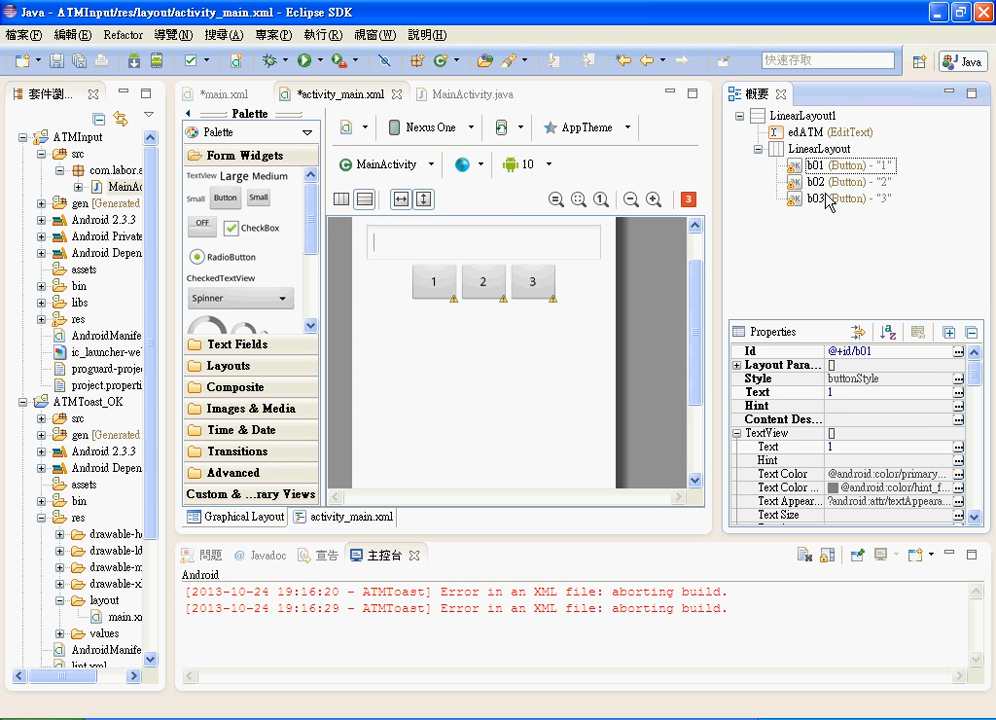 Java - ATMInput/res/layout/activity_main.xml - Eclipse SDK
檔案(F) 編輯(E) Refactor 導覽(N) 搜尋(A) 專案(P) 執行(R) 視窗(W) 說明(H)
快速存取
Java
套件瀏...
ATMInput
src
com.labor.
MainAc
gen [Generated
Android 2.3.3
Android Private
Android Depen
assets
bin
libs
res
AndroidManife
ic_launcher-we
proguard-proje
project.properti
ATMToast_OK
src
gen [Generated
Android 2.3.3
Android Depen
assets
bin
res
drawable-h
drawable-ld
drawable-m
drawable-x
layout
main.x
values
AndroidManife
lint.xml
*main.xml
*activity_main.xml
MainActivity.java
Palette
Palette
Form Widgets
TextView Large Medium
Small Button Small
OFF CheckBox
RadioButton
CheckedTextView
Spinner
Text Fields
Layouts
Composite
Images & Media
Time & Date
Transitions
Advanced
Custom & ...rary Views
Nexus One
AppTheme
MainActivity
10
3
1 2 3
Graphical Layout
activity_main.xml
概要
LinearLayout1
edATM (EditText)
LinearLayout
b01 (Button) - "1"
b02 (Button) - "2"
b03 (Button) - "3"
Properties
Id @+id/b01
Layout Para... []
Style buttonStyle
Text 1
Hint
Content Des...
TextView []
Text 1
Hint
Text Color @android:color/primary...
Text Color ... @android:color/hint_f...
Text Appear... ?android:attr/textAppeara...
Text Size
問題 @ Javadoc 宣告 主控台
Android
[2013-10-24 19:16:20 - ATMToast] Error in an XML file: aborting build.
[2013-10-24 19:16:29 - ATMToast] Error in an XML file: aborting build.